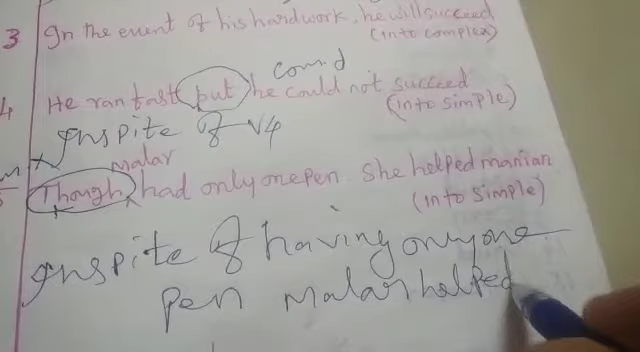 3 In the event of his hardwork, he will succeed
(into complex)
comd
4 He ran fast but he could not succeed
(into simple)
Inspite of V4
malar
Though had only one pen. She helped manian
(into simple)
Inspite of having only one
pen malar helped